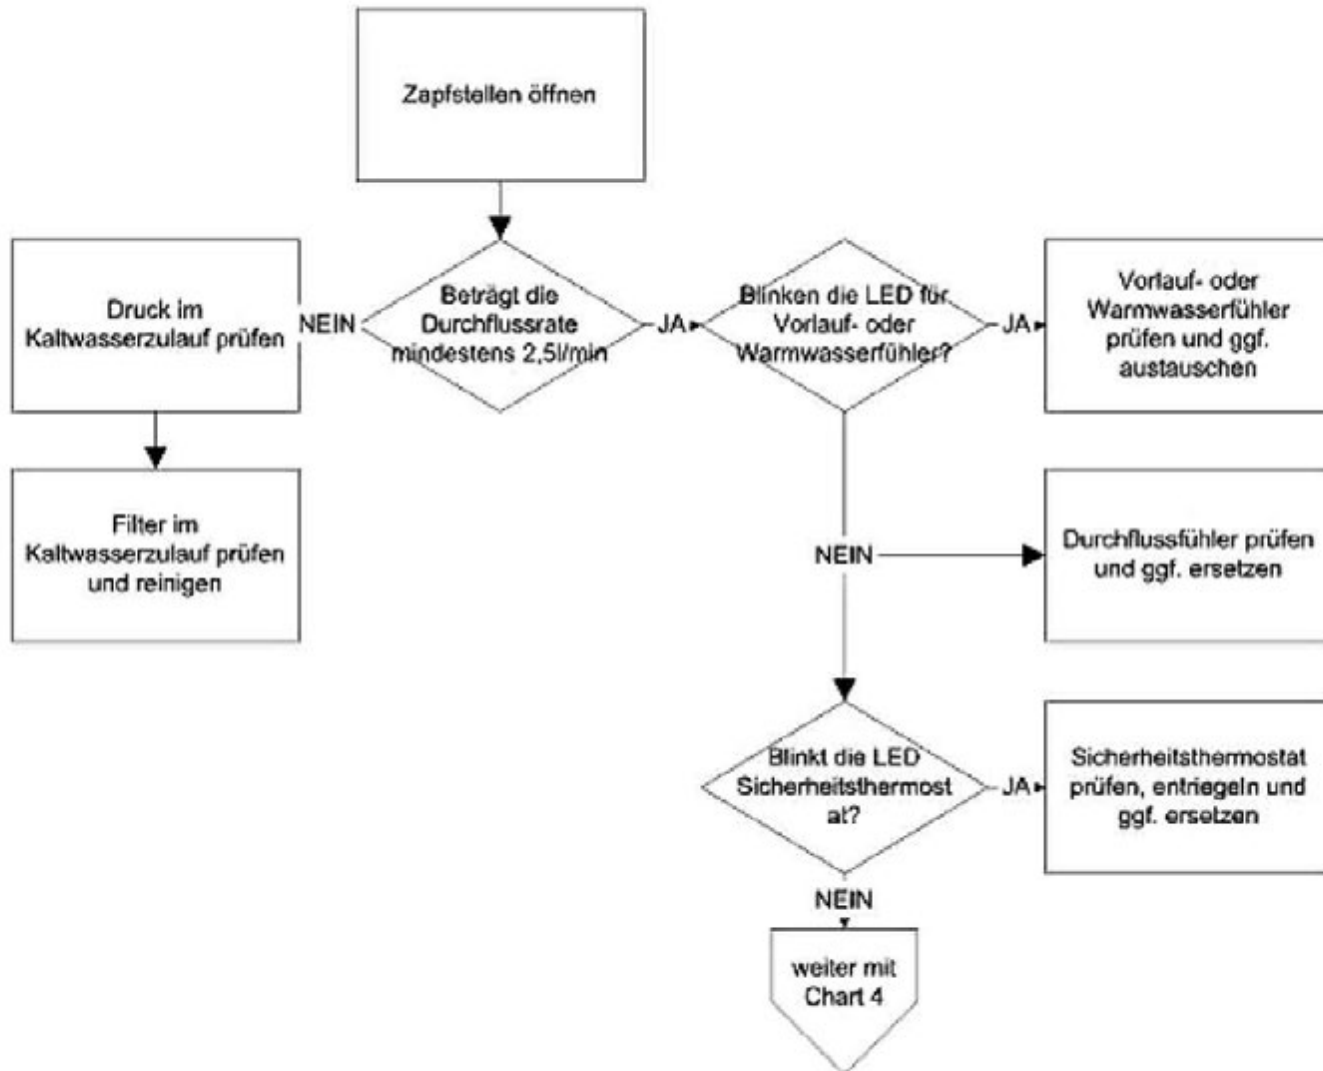 Zapfstellen öffnen
Druck im
Kaltwasserzulauf prüfen
NEIN
Beträgt die
Durchflussrate
mindestens 2,5l/min
JA
Blinken die LED für
Vorlauf- oder
Warmwasserfühler?
JA
Vorlauf- oder
Warmwasserfühler
prüfen und ggf.
austauschen
Filter im
Kaltwasserzulauf prüfen
und reinigen
NEIN
Durchflussfühler prüfen
und ggf. ersetzen
Blinkt die LED
Sicherheitsthermost
at?
JA
Sicherheitsthermostat
prüfen, entriegeln und
ggf. ersetzen
NEIN
weiter mit
Chart 4